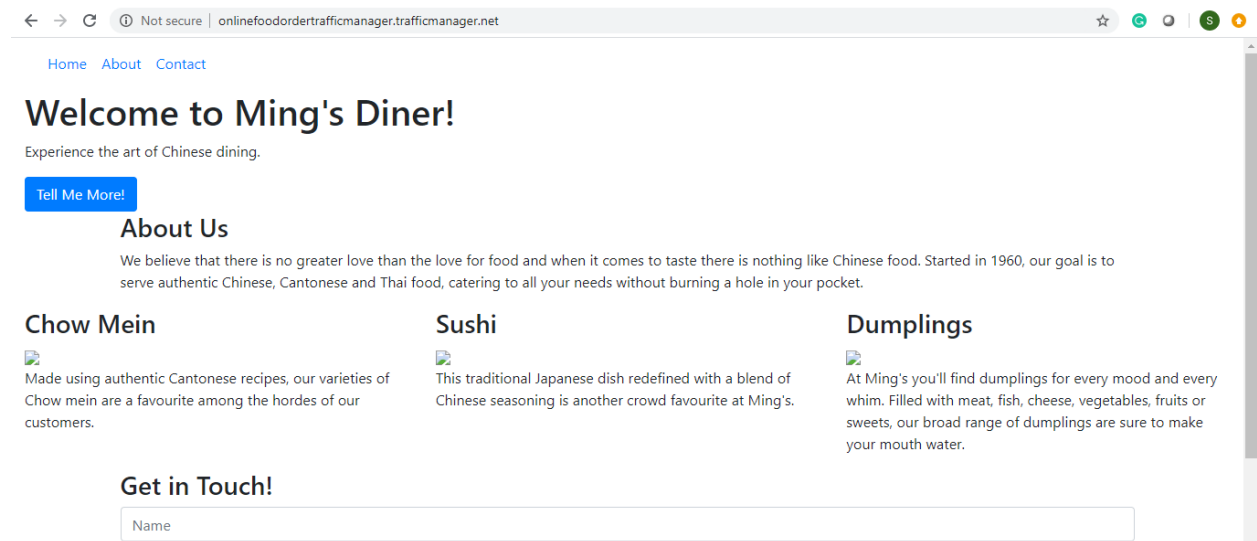 Not secure | onlinefoodordertrafficmanager.trafficmanager.net
S
Home About Contact
Welcome to Ming's Diner!
Experience the art of Chinese dining.
Tell Me More!
About Us
We believe that there is no greater love than the love for food and when it comes to taste there is nothing like Chinese food. Started in 1960, our goal is to
serve authentic Chinese, Cantonese and Thai food, catering to all your needs without burning a hole in your pocket.
Chow Mein
Made using authentic Cantonese recipes, our varieties of
Chow mein are a favourite among the hordes of our
customers.
Sushi
This traditional Japanese dish redefined with a blend of
Chinese seasoning is another crowd favourite at Ming's.
Dumplings
At Ming's you'll find dumplings for every mood and every
whim. Filled with meat, fish, cheese, vegetables, fruits or
sweets, our broad range of dumplings are sure to make
your mouth water.
Get in Touch!
Name